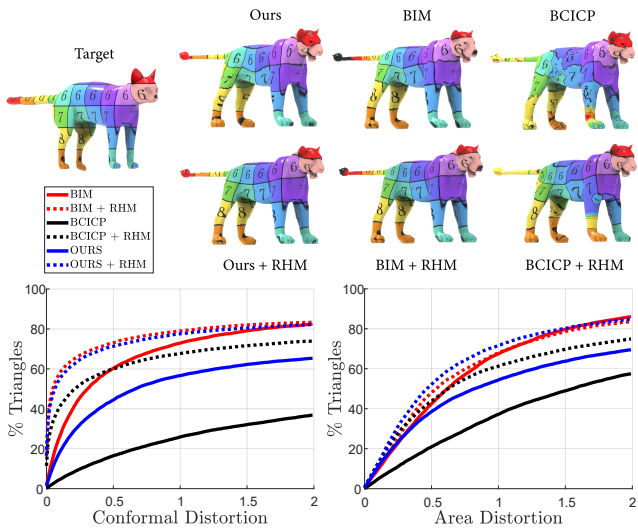 Target
Ours
BIM
BCICP
BIM
BIM + RHM
BCICP
BCICP + RHM
OURS
OURS + RHM
Ours + RHM
BIM + RHM
BCICP + RHM
% Triangles
100
80
60
40
20
0
0 0.5 1 1.5 2
Conformal Distortion
% Triangles
100
80
60
40
20
0
0 0.5 1 1.5 2
Area Distortion